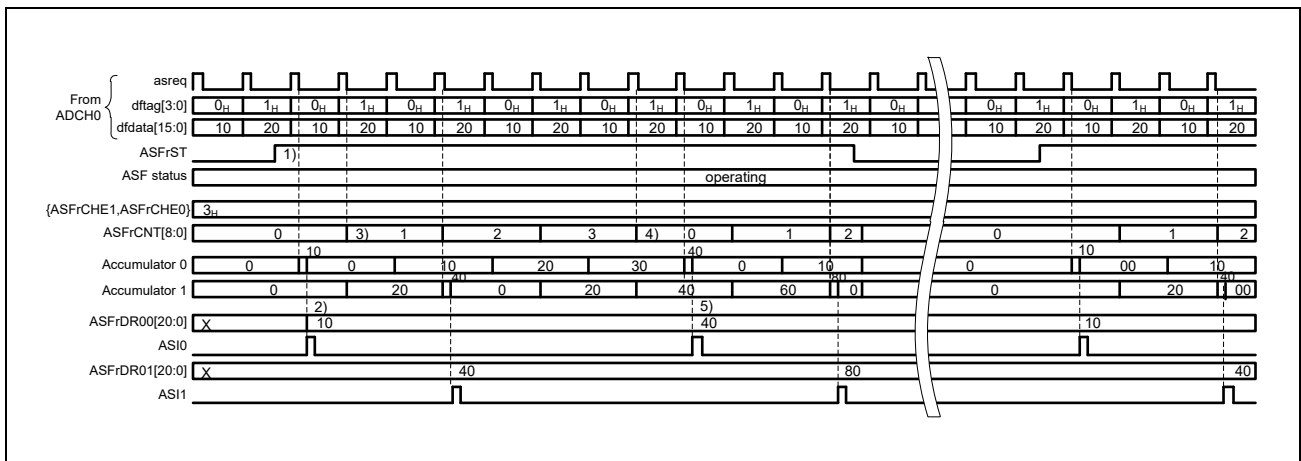 From ADCH0
asreq
dftag[3:0] 0H 1H 0H 1H 0H 1H 0H 1H 0H 1H 0H 1H 0H 1H 0H 0H 1H 0H 1H 0H 1H
dfdata[15:0] 10 20 10 20 10 20 10 20 10 20 10 20 10 20 10 10 20 10 20 10 20
ASFrST 1)
ASF status operating
{ASFrCHE1,ASFrCHE0} 3H
ASFrCNT[8:0] 0 3) 1 2 3 4) 0 1 2 0 1 2
10 40 10
Accumulator 0 0 0 10 20 30 0 10 0 00 10
40 80 40
Accumulator 1 0 20 0 20 40 60 0 0 20 00
2) 5)
ASFrDR00[20:0] X 10 40 10
ASI0
ASFrDR01[20:0] X 40 80 40
ASI1